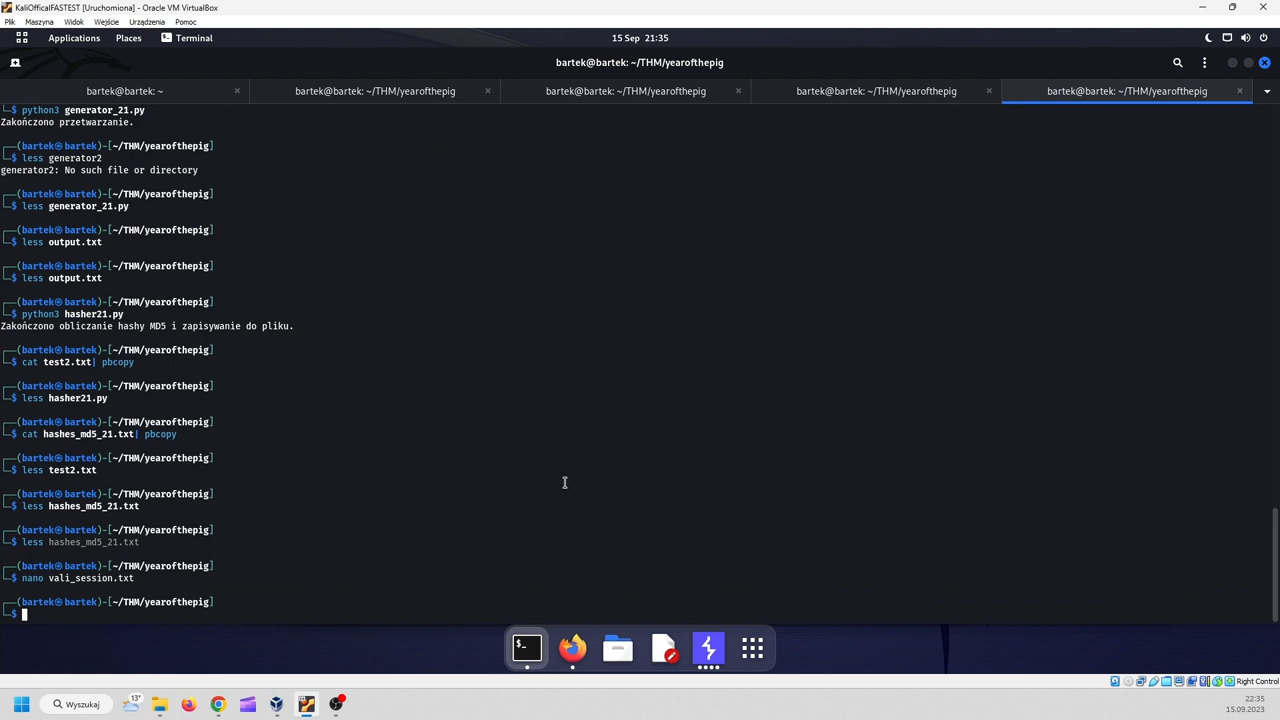 KaliOfficalFASTEST [Uruchomiona] - Oracle VM VirtualBox
Plik Maszyna Widok Wejście Urządzenia Pomoc
Applications Places Terminal 15 Sep 21:35
bartek@bartek: ~/THM/yearofthepig
bartek@bartek: ~ bartek@bartek: ~/THM/yearofthepig bartek@bartek: ~/THM/yearofthepig bartek@bartek: ~/THM/yearofthepig bartek@bartek: ~/THM/yearofthepig
└─$ python3 generator_21.py
Zakończono przetwarzanie.
┌──(bartek㉿bartek)-[~/THM/yearofthepig]
└─$ less generator2
generator2: No such file or directory
┌──(bartek㉿bartek)-[~/THM/yearofthepig]
└─$ less generator_21.py
┌──(bartek㉿bartek)-[~/THM/yearofthepig]
└─$ less output.txt
┌──(bartek㉿bartek)-[~/THM/yearofthepig]
└─$ less output.txt
┌──(bartek㉿bartek)-[~/THM/yearofthepig]
└─$ python3 hasher21.py
Zakończono obliczanie hashy MD5 i zapisywanie do pliku.
┌──(bartek㉿bartek)-[~/THM/yearofthepig]
└─$ cat test2.txt| pbcopy
┌──(bartek㉿bartek)-[~/THM/yearofthepig]
└─$ less hasher21.py
┌──(bartek㉿bartek)-[~/THM/yearofthepig]
└─$ cat hashes_md5_21.txt| pbcopy
┌──(bartek㉿bartek)-[~/THM/yearofthepig]
└─$ less test2.txt
┌──(bartek㉿bartek)-[~/THM/yearofthepig]
└─$ less hashes_md5_21.txt
┌──(bartek㉿bartek)-[~/THM/yearofthepig]
└─$ less hashes_md5_21.txt
┌──(bartek㉿bartek)-[~/THM/yearofthepig]
└─$ nano vali_session.txt
┌──(bartek㉿bartek)-[~/THM/yearofthepig]
└─$
$_
Right Control
Wyszukaj 13°
22:35
15.09.2023